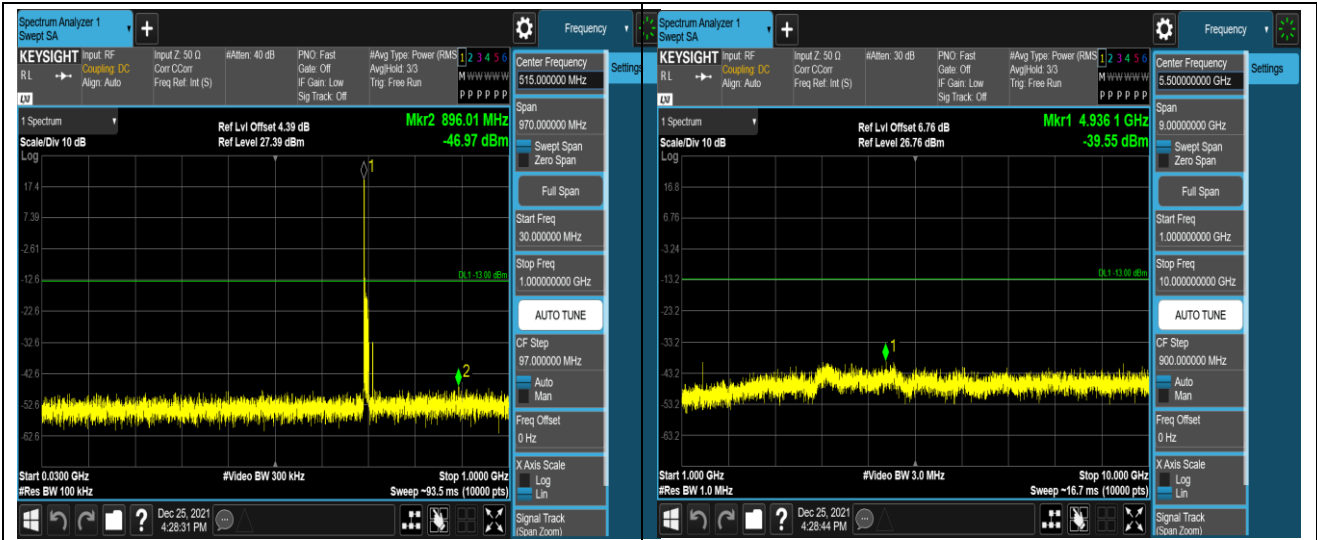 Spectrum Analyzer 1
Swept SA
+
Frequency
KEYSIGHT
RL
LXI
Input: RF
Coupling: DC
Align: Auto
Input Z: 50 Ω
Corr CCorr
Freq Ref: Int (S)
#Atten: 40 dB
PNO: Fast
Gate: Off
IF Gain: Low
Sig Track: Off
#Avg Type: Power (RMS
Avg|Hold: 3/3
Trig: Free Run
1 2 3 4 5 6
M W W W W W
P P P P P P
Center Frequency
515.000000 MHz
Settings
1 Spectrum
Scale/Div 10 dB
Log
Ref Lvl Offset 4.39 dB
Ref Level 27.39 dBm
Mkr2 896.01 MHz
-46.97 dBm
Span
970.000000 MHz
Swept Span
Zero Span
Full Span
Start Freq
30.000000 MHz
Stop Freq
1.000000000 GHz
AUTO TUNE
CF Step
97.000000 MHz
Auto
Man
Freq Offset
0 Hz
X Axis Scale
Log
Lin
Signal Track
(Span Zoom)
1
17.4
7.39
-2.61
DL1 -13.00 dBm
-12.6
-22.6
-32.6
-42.6
2
-52.6
-62.6
Start 0.0300 GHz
#Res BW 100 kHz
#Video BW 300 kHz
Stop 1.0000 GHz
Sweep ~93.5 ms (10000 pts)
?
Dec 25, 2021
4:28:31 PM
Spectrum Analyzer 1
Swept SA
+
Frequency
KEYSIGHT
RL
LXI
Input: RF
Coupling: DC
Align: Auto
Input Z: 50 Ω
Corr CCorr
Freq Ref: Int (S)
#Atten: 30 dB
PNO: Fast
Gate: Off
IF Gain: Low
Sig Track: Off
#Avg Type: Power (RMS
Avg|Hold: 3/3
Trig: Free Run
1 2 3 4 5 6
M W W W W W
P P P P P P
Center Frequency
5.500000000 GHz
Settings
1 Spectrum
Scale/Div 10 dB
Log
Ref Lvl Offset 6.76 dB
Ref Level 26.76 dBm
Mkr1 4.936 1 GHz
-39.55 dBm
Span
9.00000000 GHz
Swept Span
Zero Span
Full Span
Start Freq
1.000000000 GHz
Stop Freq
10.000000000 GHz
AUTO TUNE
CF Step
900.000000 MHz
Auto
Man
Freq Offset
0 Hz
X Axis Scale
Log
Lin
Signal Track
(Span Zoom)
16.8
6.76
-3.24
DL1 -13.00 dBm
-13.2
-23.2
-33.2
1
-43.2
-53.2
-63.2
Start 1.000 GHz
#Res BW 1.0 MHz
#Video BW 3.0 MHz
Stop 10.000 GHz
Sweep ~16.7 ms (10000 pts)
?
Dec 25, 2021
4:28:44 PM